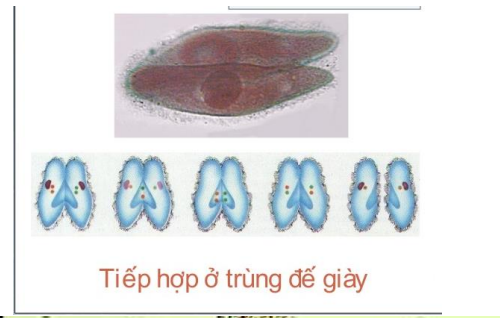 Tiếp hợp ở trùng đế giày